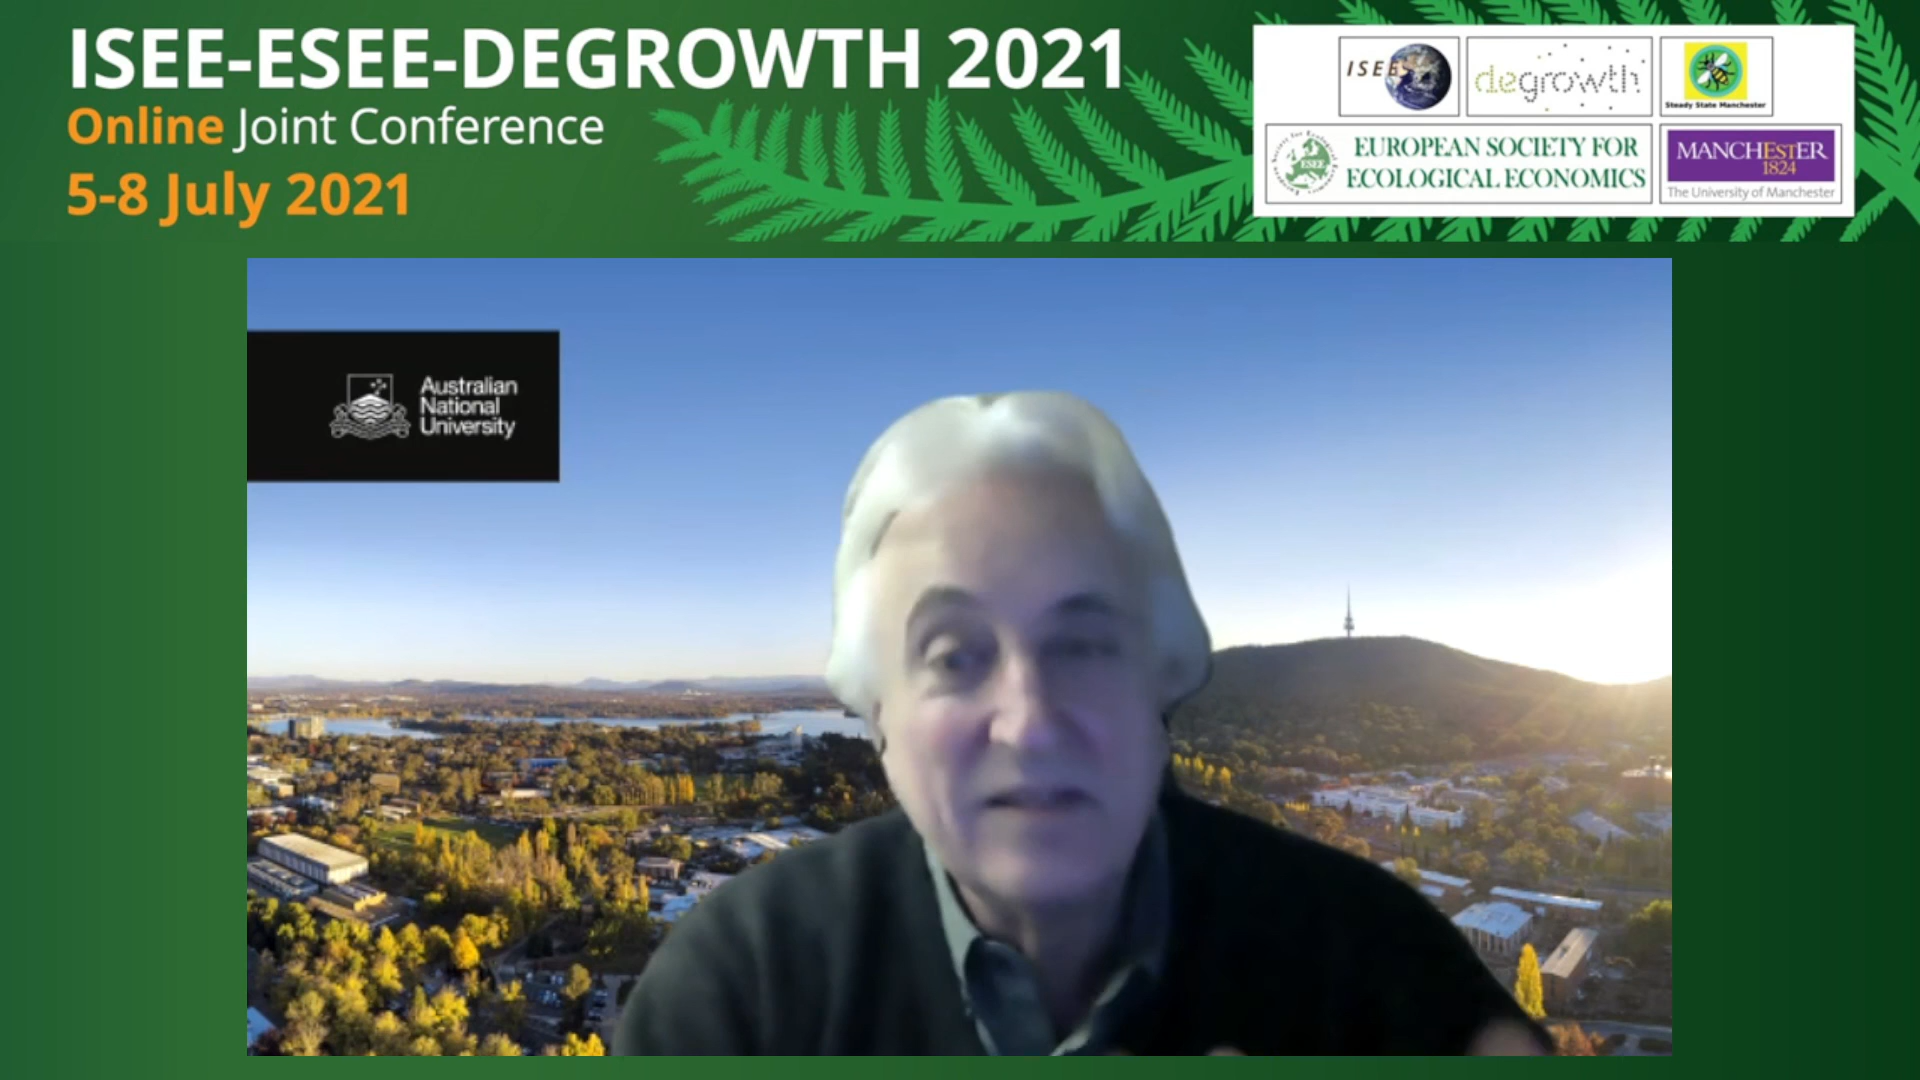 ISEE-ESEE-DEGROWTH 2021
Online Joint Conference
5-8 July 2021
ISEE
degrowth
Steady State Manchester
ESEE
EUROPEAN SOCIETY FOR
ECOLOGICAL ECONOMICS
MANCHESTER
1824
The University of Manchester
Australian
National
University